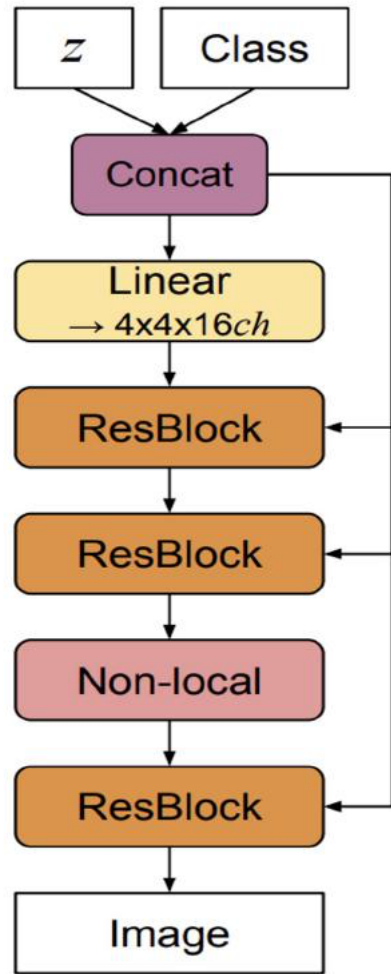 z
Class
Concat
Linear
→ 4x4x16ch
ResBlock
ResBlock
Non-local
ResBlock
Image